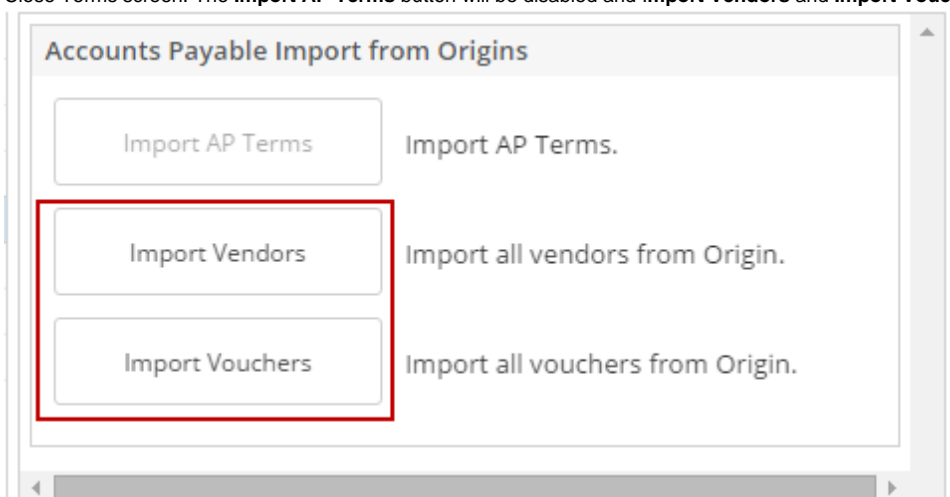 Close Terms screen. The Import AP Terms button will be disabled and Import Vendors and Import
Accounts Payable Import from Origins
Import AP Terms Import AP Terms.
Import Vendors Import all vendors from Origin.
Import Vouchers Import all vouchers from Origin.